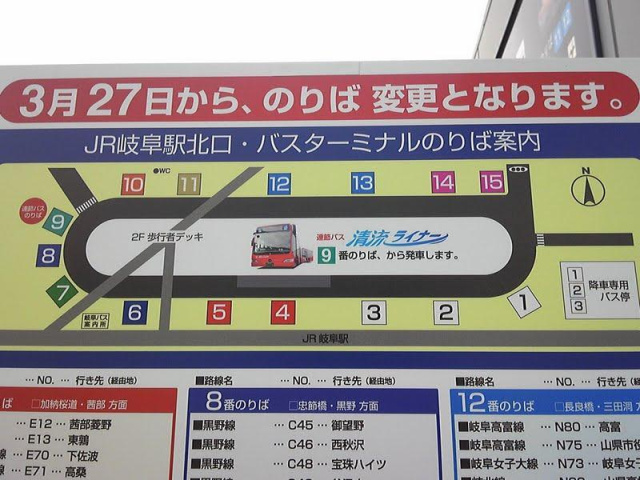 3月27日から、のりば 変更となります。
JR岐阜駅北口・バスターミナルのりば案内
10 ●WC 11 12 13 14 15 N
連節バス
のりば
9
8
7
6
5
4
3
2
1
2F 歩行者デッキ
連節バス 清流ライナー
9 番のりば、から発車します。
岐阜バス
案内所
1
2
3
降車専用
バス停
JR 岐阜駅
… NO. … 行き先（経由地）
ば ■加納桜道・茜部 方面
… E12 … 茜部菱野
… E13 … 東鶉
… E70 … 下佐波
… E71 … 高桑
■路線名 … NO. … 行き先（経由地）
8番のりば ■忠節橋・黒野 方面
■黒野線 … C45 … 御望野
■黒野線 … C46 … 西秋沢
■黒野線 … C48 … 宝珠ハイツ
■路線名 … NO. … 行き先（経由地）
12番のりば ■長良橋・三田洞
■岐阜高富線 … N80 … 高富
■岐阜高富線 … N75 … 山県市役
■岐阜女子大線 … N73 … 岐阜女